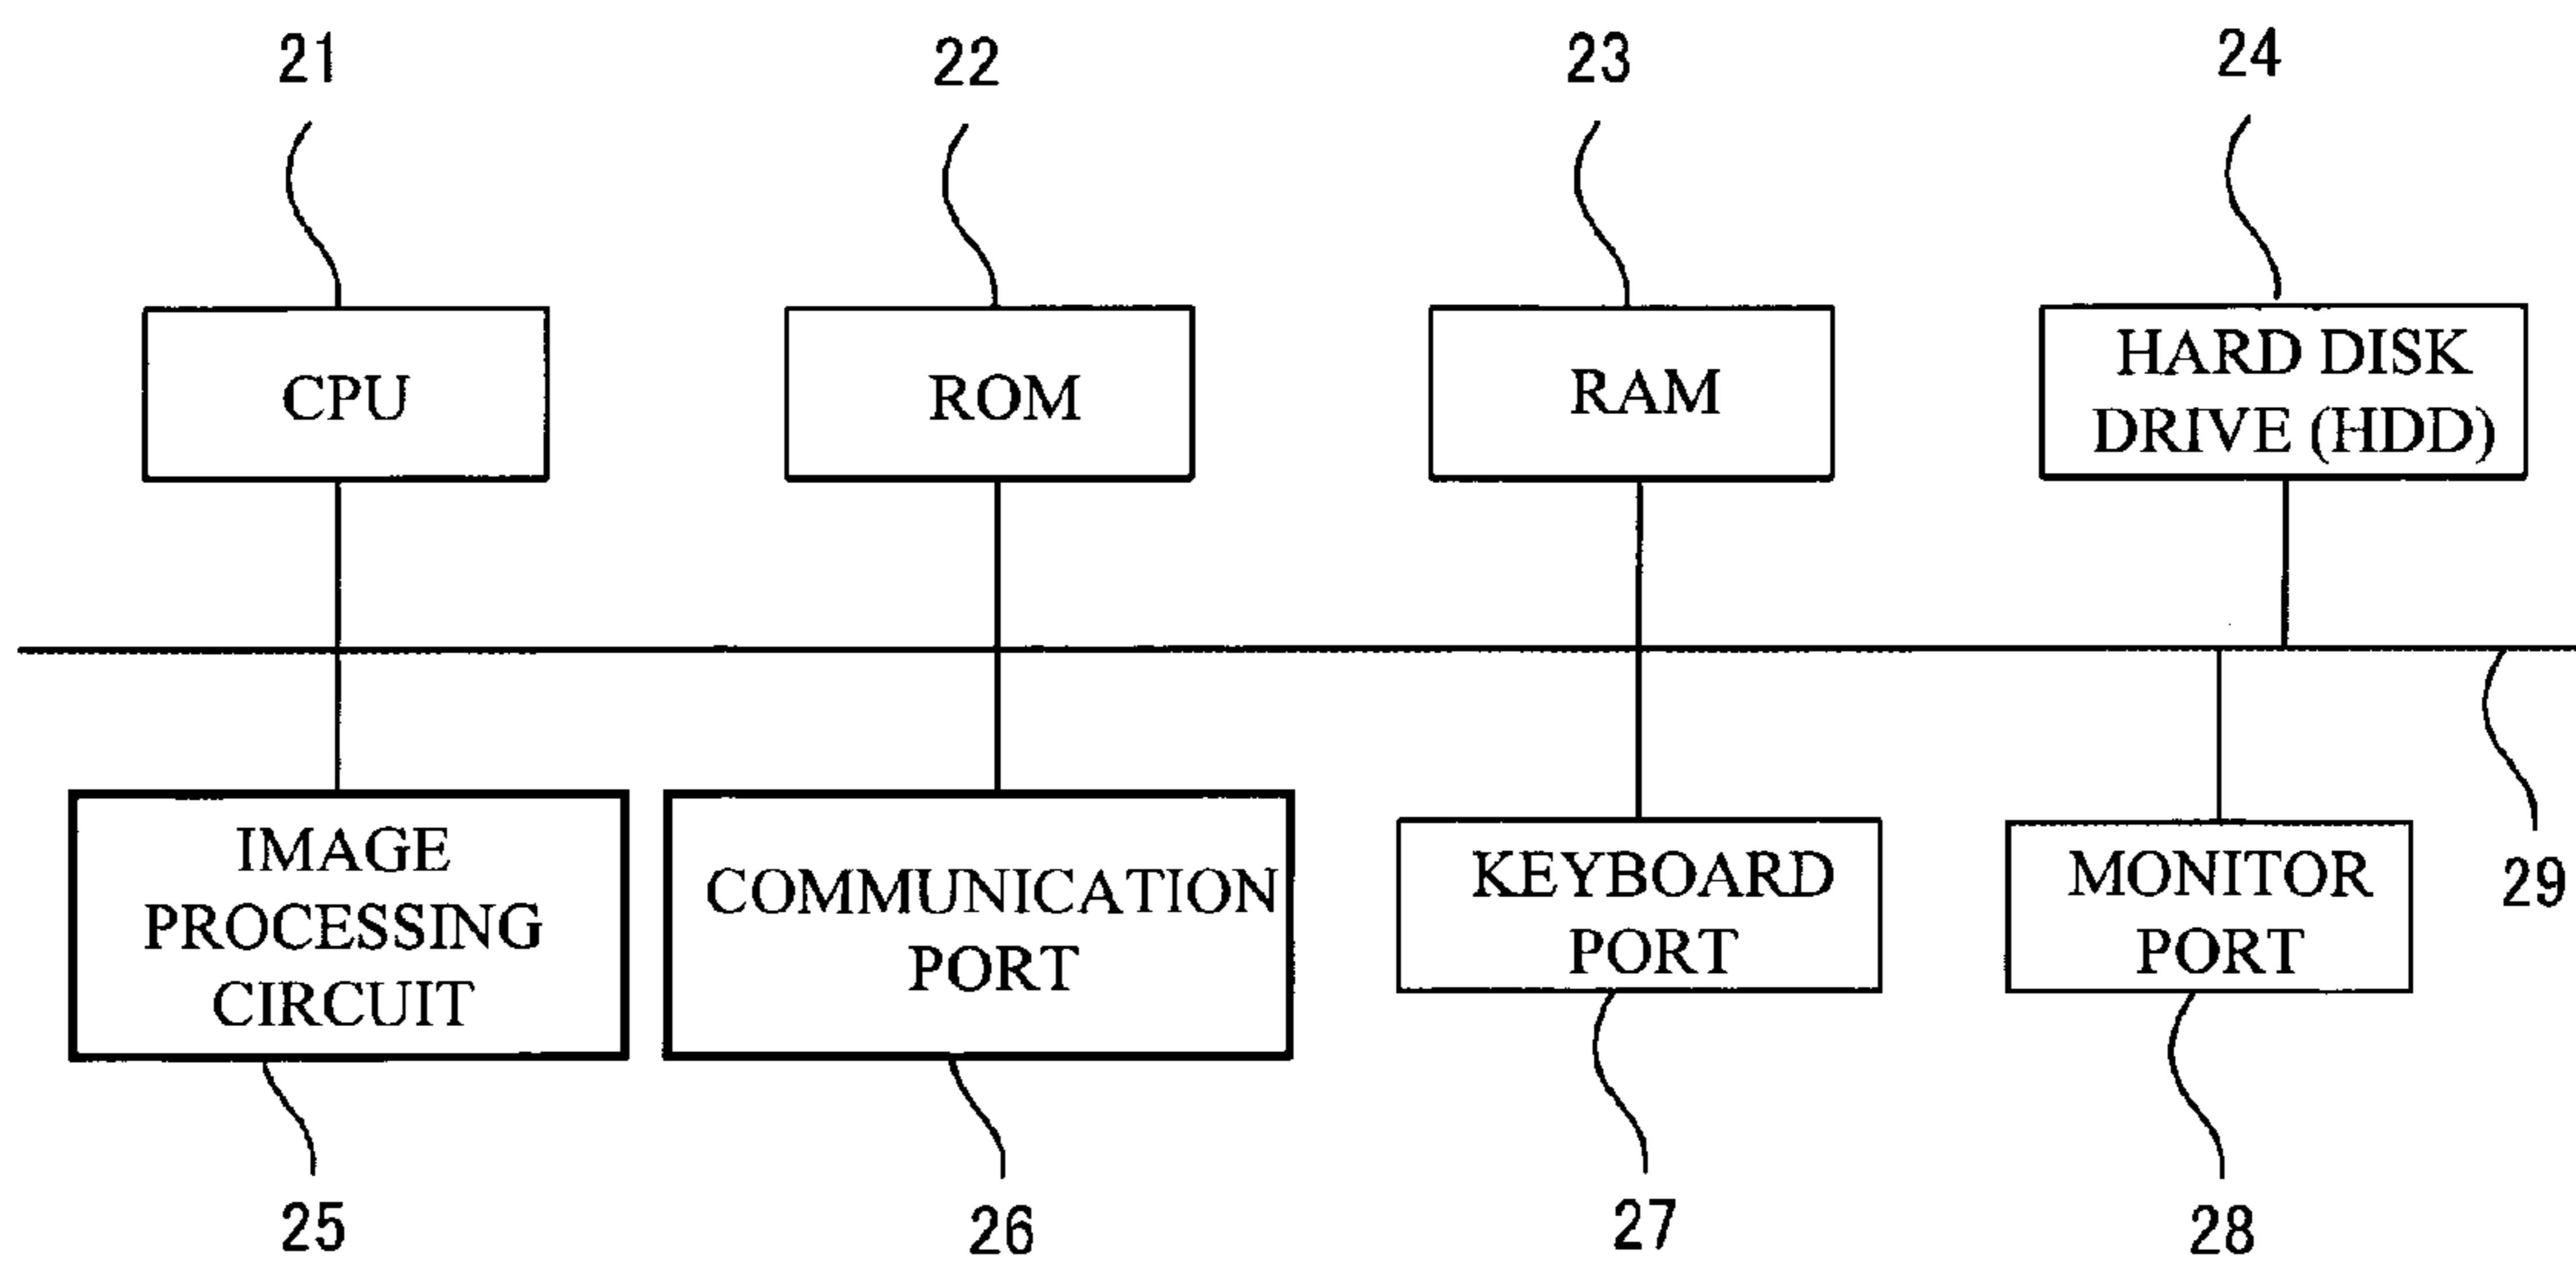 21
22
23
24
CPU
ROM
RAM
HARD DISK
DRIVE (HDD)
IMAGE
PROCESSING
CIRCUIT
COMMUNICATION
PORT
KEYBOARD
PORT
MONITOR
PORT
29
25
26
27
28